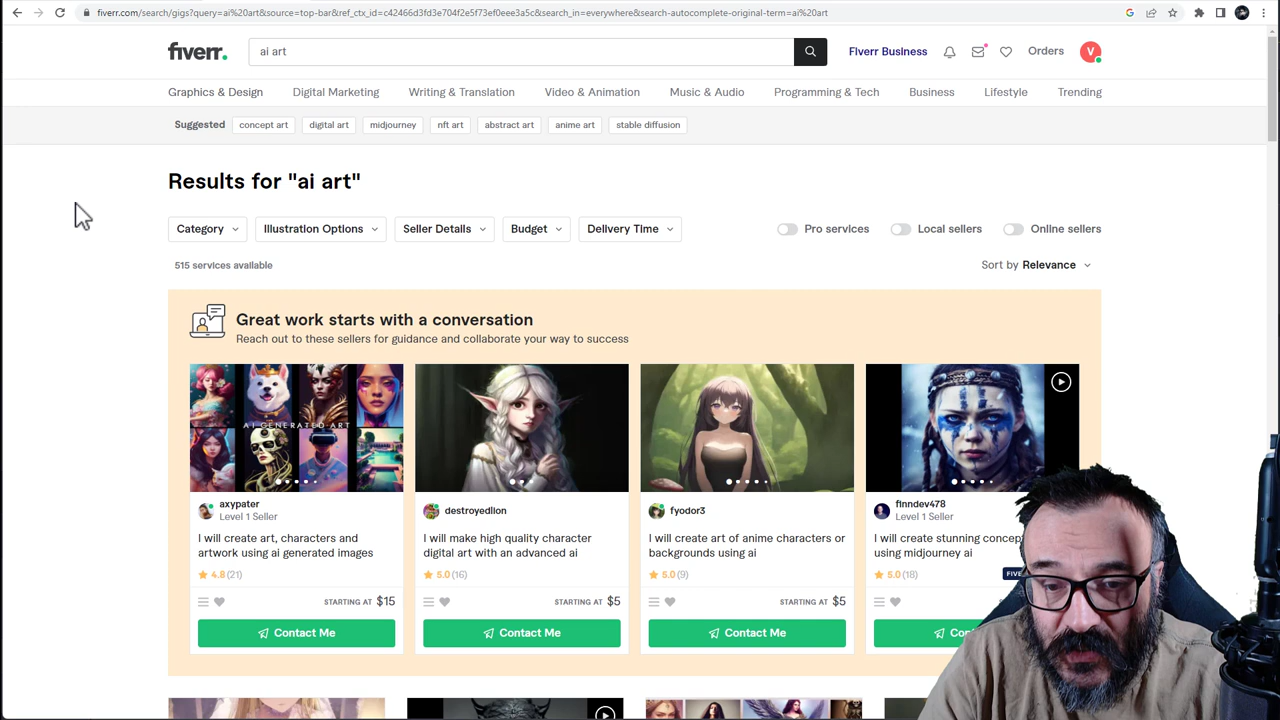 fiverr.com/search/gigs?query=ai%20art&source=top-bar&ref_ctx_id=c42466d3fd3e704f2e5f73ef0eee3a5c&search_in=everywhere&search-autocomplete-original-term=ai%20art
fiverr.
ai art
Fiverr Business
Orders
V
Graphics & Design
Digital Marketing
Writing & Translation
Video & Animation
Music & Audio
Programming & Tech
Business
Lifestyle
Trending
Suggested
concept art
digital art
midjourney
nft art
abstract art
anime art
stable diffusion
Results for "ai art"
Category
Illustration Options
Seller Details
Budget
Delivery Time
Pro services
Local sellers
Online sellers
515 services available
Sort by Relevance
Great work starts with a conversation
Reach out to these sellers for guidance and collaborate your way to success
AI GENERATED ART
axypater
Level 1 Seller
I will create art, characters and
artwork using ai generated images
4.8 (21)
STARTING AT $15
Contact Me
destroyedlion
I will make high quality character
digital art with an advanced ai
5.0 (16)
STARTING AT $5
Contact Me
fyodor3
I will create art of anime characters or
backgrounds using ai
5.0 (9)
STARTING AT $5
Contact Me
finndev478
Level 1 Seller
I will create stunning concep
using midjourney ai
5.0 (18)
FIVE
Con